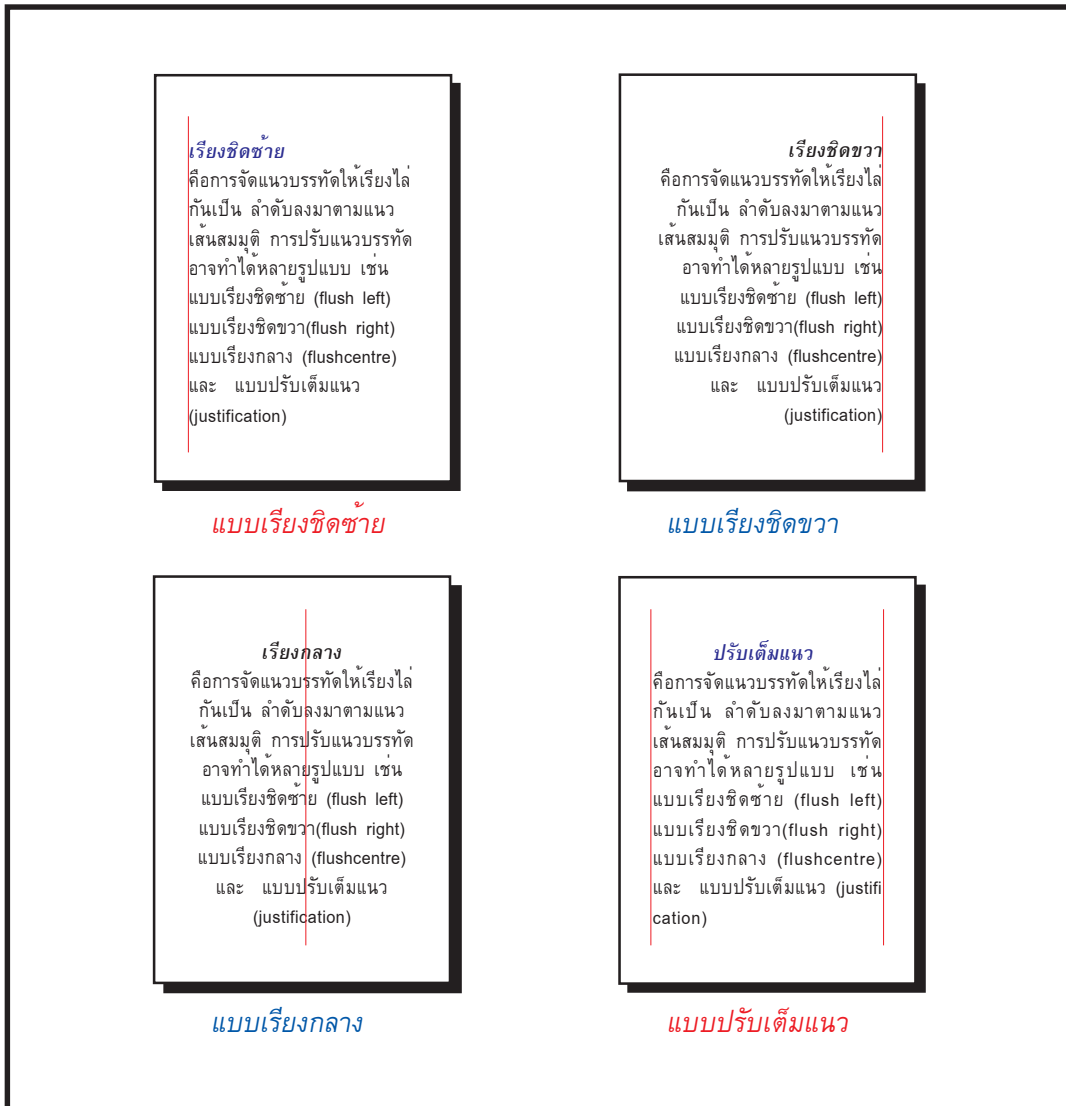 เรียงชิดซ้าย
คือการจัดแนวบรรทัดให้เรียงไล่
กันเป็น ลำดับลงมาตามแนว
เส้นสมมุติ การปรับแนวบรรทัด
อาจทำได้หลายรูปแบบ เช่น
แบบเรียงชิดซ้าย (flush left)
แบบเรียงชิดขวา(flush right)
แบบเรียงกลาง (flushcentre)
และ แบบปรับเต็มแนว
(justification)
แบบเรียงชิดซ้าย
เรียงชิดขวา
คือการจัดแนวบรรทัดให้เรียงไล่
กันเป็น ลำดับลงมาตามแนว
เส้นสมมุติ การปรับแนวบรรทัด
อาจทำได้หลายรูปแบบ เช่น
แบบเรียงชิดซ้าย (flush left)
แบบเรียงชิดขวา(flush right)
แบบเรียงกลาง (flushcentre)
และ แบบปรับเต็มแนว
(justification)
แบบเรียงชิดขวา
เรียงกลาง
คือการจัดแนวบรรทัดให้เรียงไล่
กันเป็น ลำดับลงมาตามแนว
เส้นสมมุติ การปรับแนวบรรทัด
อาจทำได้หลายรูปแบบ เช่น
แบบเรียงชิดซ้าย (flush left)
แบบเรียงชิดขวา(flush right)
แบบเรียงกลาง (flushcentre)
และ แบบปรับเต็มแนว
(justification)
แบบเรียงกลาง
ปรับเต็มแหว
คือการจัดแนวบรรทัดให้เรียงไล่
กันเป็น ลำดับลงมาตามแนว
เส้นสมมุติ การปรับแนวบรรทัด
อาจทำได้หลายรูปแบบ เช่น
แบบเรียงชิดซ้าย (flush left)
แบบเรียงชิดขวา(flush right)
แบบเรียงกลาง (flushcentre)
และ แบบปรับเต็มแนว (justifi
cation)
แบบปรับเต็มแนว